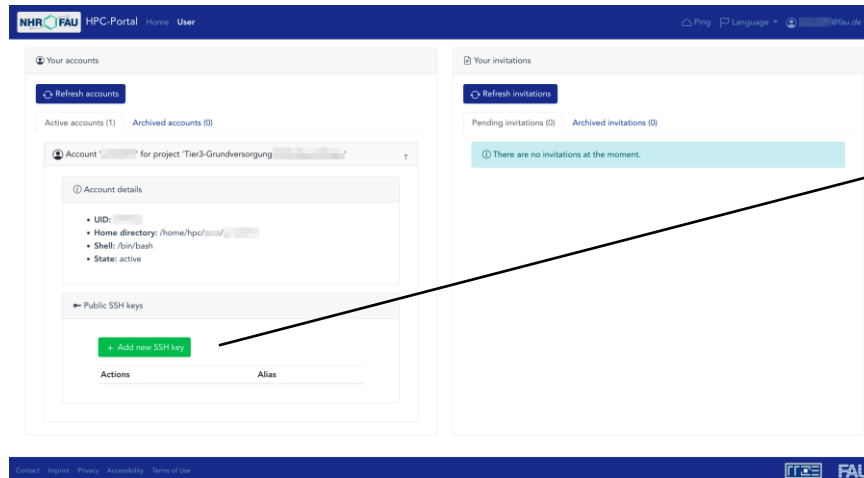 NHR FAU HPC-Portal Home User
Ping Language @fau.de
Your accounts
Refresh accounts
Active accounts (1) Archived accounts (0)
Account ' ' for project 'Tier3-Grundversorgung '
Account details
• UID:
• Home directory: /home/hpc/ /
• Shell: /bin/bash
• State: active
Public SSH keys
+ Add new SSH key
Actions Alias
Your invitations
Refresh invitations
Pending invitations (0) Archived invitations (0)
There are no invitations at the moment.
Contact Imprint Privacy Accessibility Terms of Use
FAU